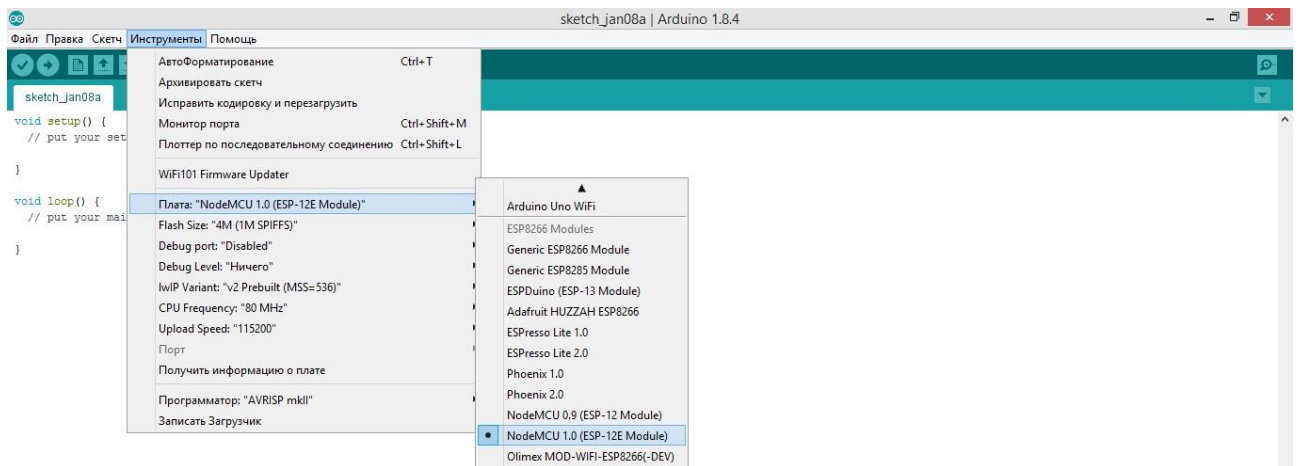 sketch_jan08a | Arduino 1.8.4
Файл Правка Скетч Инструменты Помощь
sketch_jan08a
void setup() {
// put your set
}
void loop() {
// put your mai
}
АвтоФорматирование Ctrl+T
Архивировать скетч
Исправить кодировку и перезагрузить
Монитор порта Ctrl+Shift+M
Плоттер по последовательному соединению Ctrl+Shift+L
WiFi101 Firmware Updater
Плата: "NodeMCU 1.0 (ESP-12E Module)"
Flash Size: "4M (1M SPIFFS)"
Debug port: "Disabled"
Debug Level: "Ничего"
lwIP Variant: "v2 Prebuilt (MSS=536)"
CPU Frequency: "80 MHz"
Upload Speed: "115200"
Порт
Получить информацию о плате
Программатор: "AVRISP mkII"
Записать Загрузчик
Arduino Uno WiFi
ESP8266 Modules
Generic ESP8266 Module
Generic ESP8285 Module
ESPDuino (ESP-13 Module)
Adafruit HUZZAH ESP8266
ESPresso Lite 1.0
ESPresso Lite 2.0
Phoenix 1.0
Phoenix 2.0
NodeMCU 0.9 (ESP-12 Module)
NodeMCU 1.0 (ESP-12E Module)
Olimex MOD-WIFI-ESP8266(-DEV)